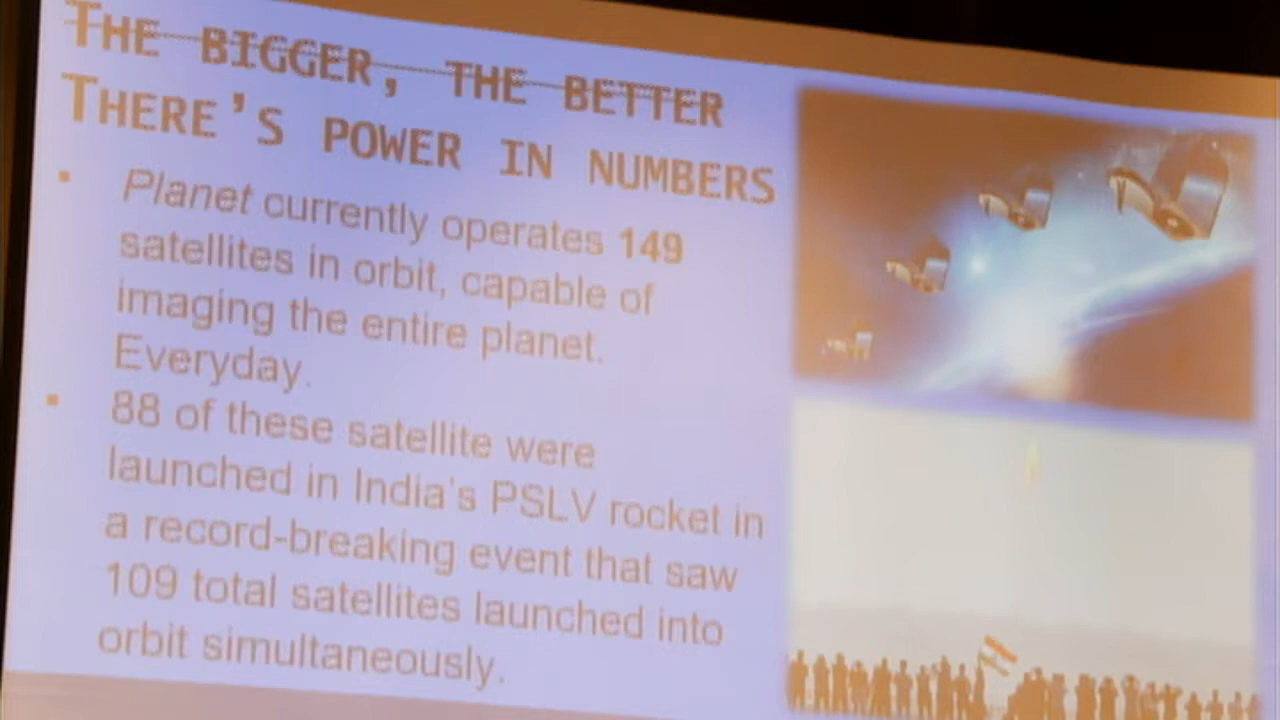 THE BIGGER, THE BETTER
THERE'S POWER IN NUMBERS
• Planet currently operates 149
satellites in orbit, capable of
imaging the entire planet.
Everyday.
• 88 of these satellite were
launched in India's PSLV rocket in
a record-breaking event that saw
109 total satellites launched into
orbit simultaneously.